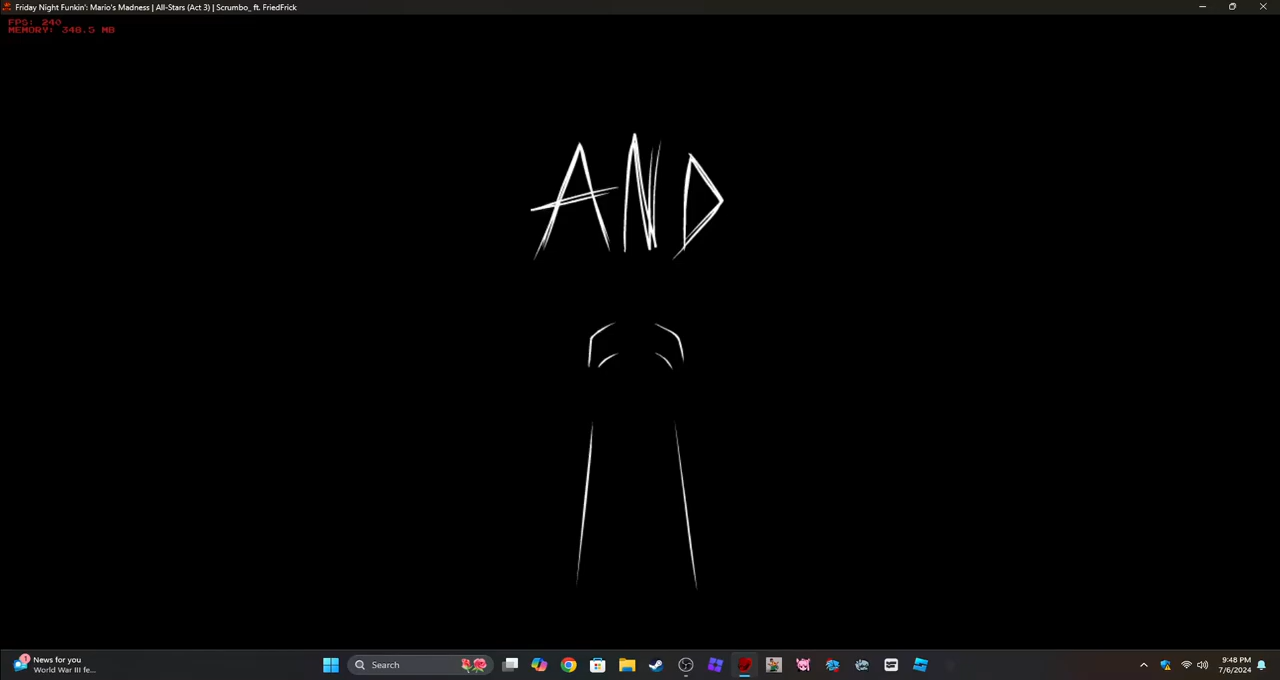 Friday Night Funkin': Mario's Madness | All-Stars (Act 3) | Scrumbo_ ft. FriedFrick
FPS: 240
MEMORY: 348.5 MB
AND
1
News for you
World War III fe...
Search
9:48 PM
7/6/2024